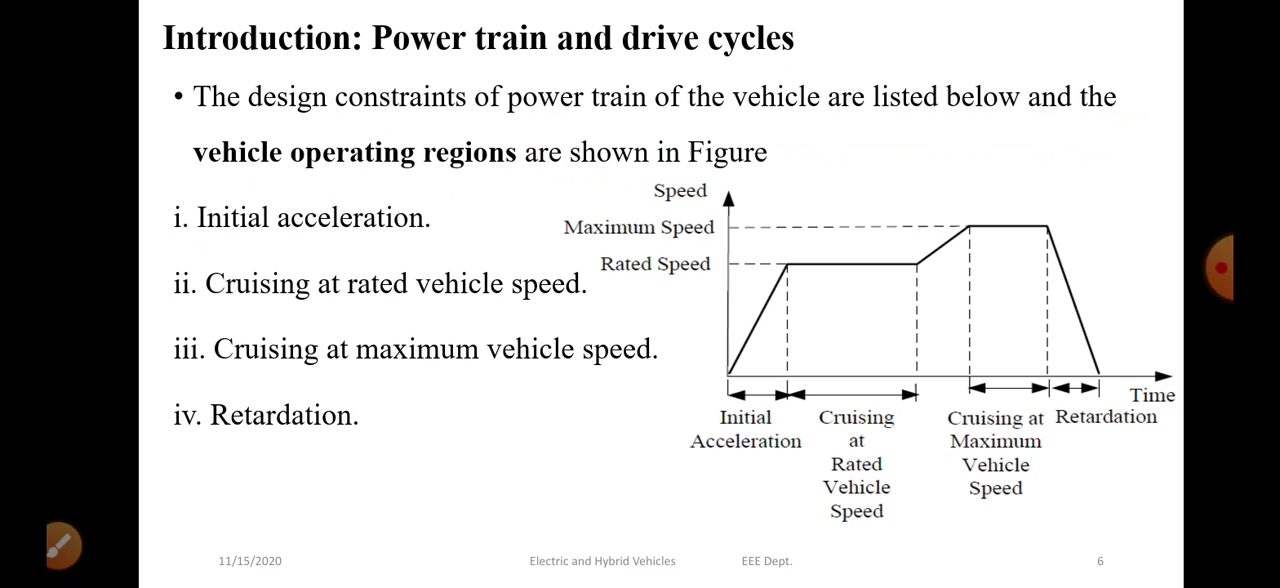 Introduction: Power train and drive cycles
• The design constraints of power train of the vehicle are listed below and the
vehicle operating regions are shown in Figure
i. Initial acceleration.
ii. Cruising at rated vehicle speed.
iii. Cruising at maximum vehicle speed.
iv. Retardation.
Speed
Maximum Speed
Rated Speed
Time
Initial
Acceleration
Cruising
at
Rated
Vehicle
Speed
Cruising at
Maximum
Vehicle
Speed
Retardation
11/15/2020
Electric and Hybrid Vehicles
EEE Dept.
6